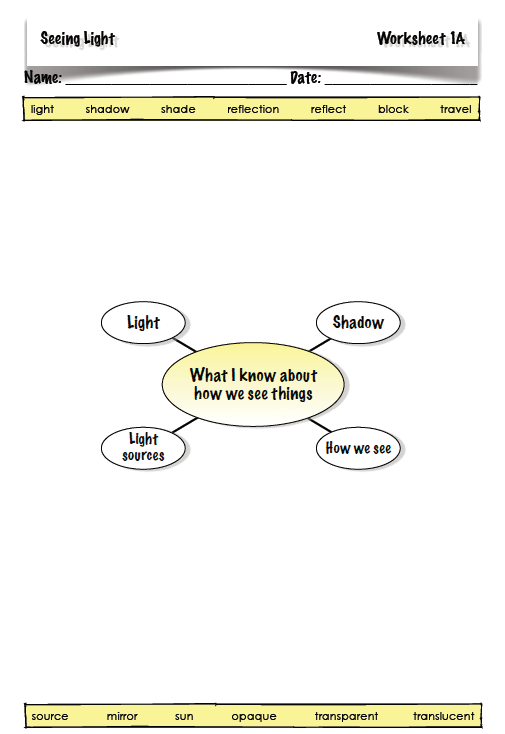 Seeing Light Worksheet 1A
Name: Date:
light shadow shade reflection reflect block travel
Light Shadow
What I know about
how we see things
Light
sources
How we see
source mirror sun opaque transparent translucent